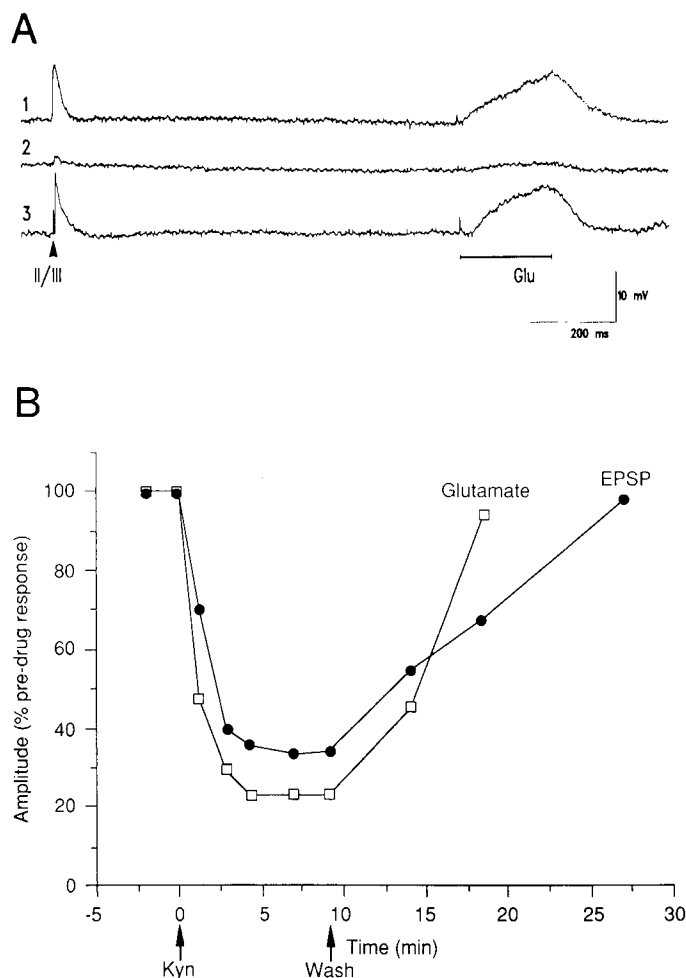 A
1
2
3
II/III
Glu
10 mV
200 ms
B
Amplitude (% pre-drug response)
100
80
60
40
20
0
Glutamate
EPSP
-5
0
5
10
15
20
25
30
Time (min)
Kyn
Wash